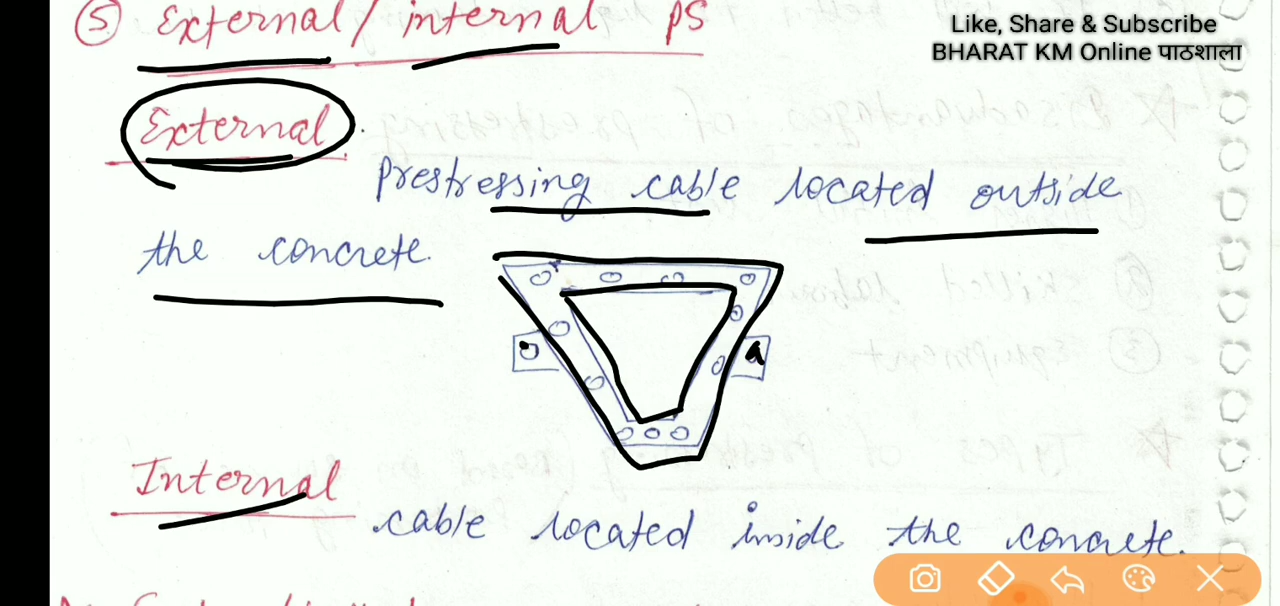 ⑤ External/internal PS
Like, Share & Subscribe
BHARAT KM Online पाठशाला
External
Prestressing cable located outside
the concrete.
Internal
cable located inside the concrete.